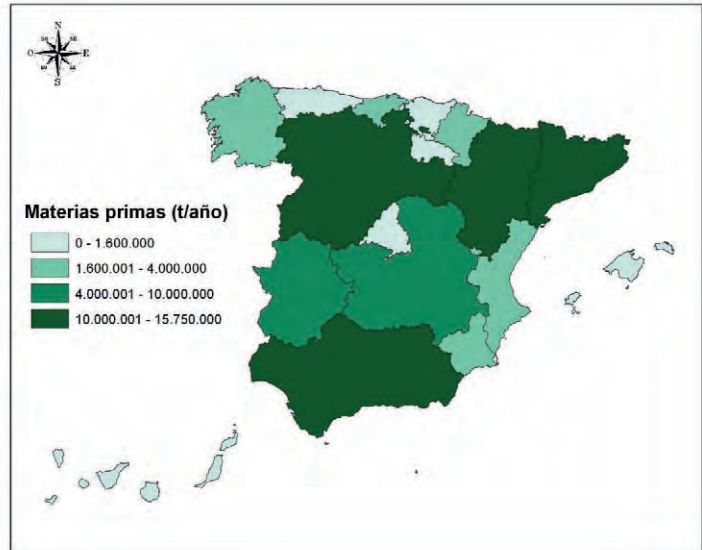 N
O
E
S
Materias primas (t/año)
0 - 1.600.000
1.600.001 - 4.000.000
4.000.001 - 10.000.000
10.000.001 - 15.750.000